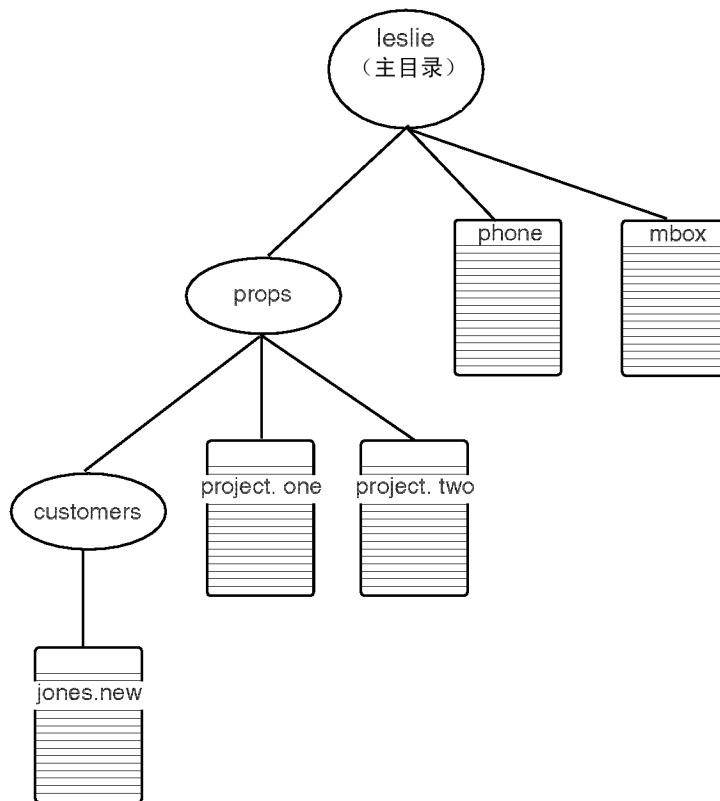 leslie
（主目录）
phone
mbox
props
project. one
project. two
customers
jones.new